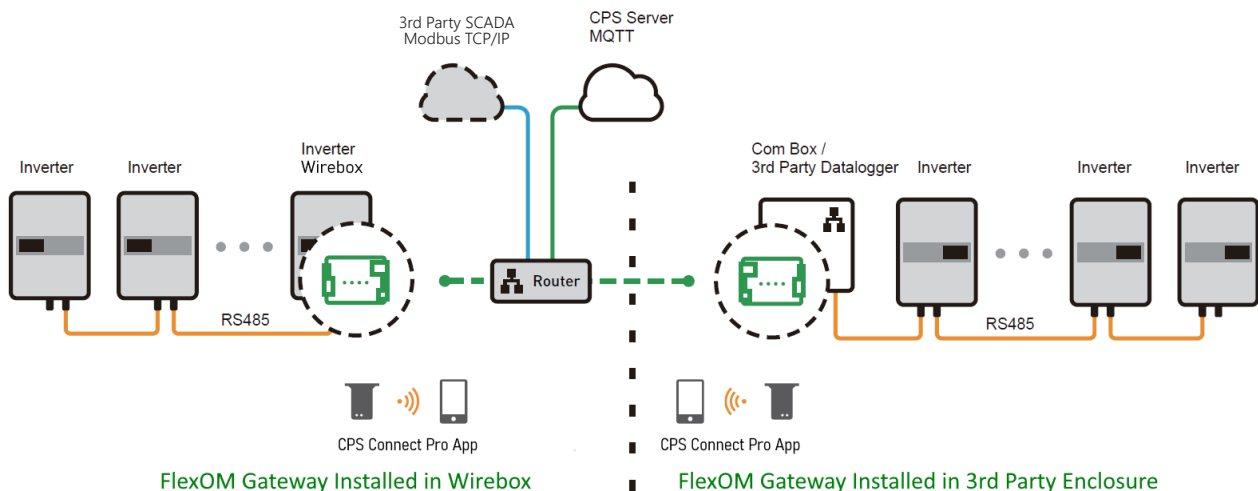 3rd Party SCADA
Modbus TCP/IP
CPS Server
MQTT
Inverter
Inverter
Inverter
Wirebox
Com Box /
3rd Party Datalogger
Inverter
Inverter
Inverter
Router
RS485
RS485
CPS Connect Pro App
CPS Connect Pro App
FlexOM Gateway Installed in Wirebox
FlexOM Gateway Installed in 3rd Party Enclosure